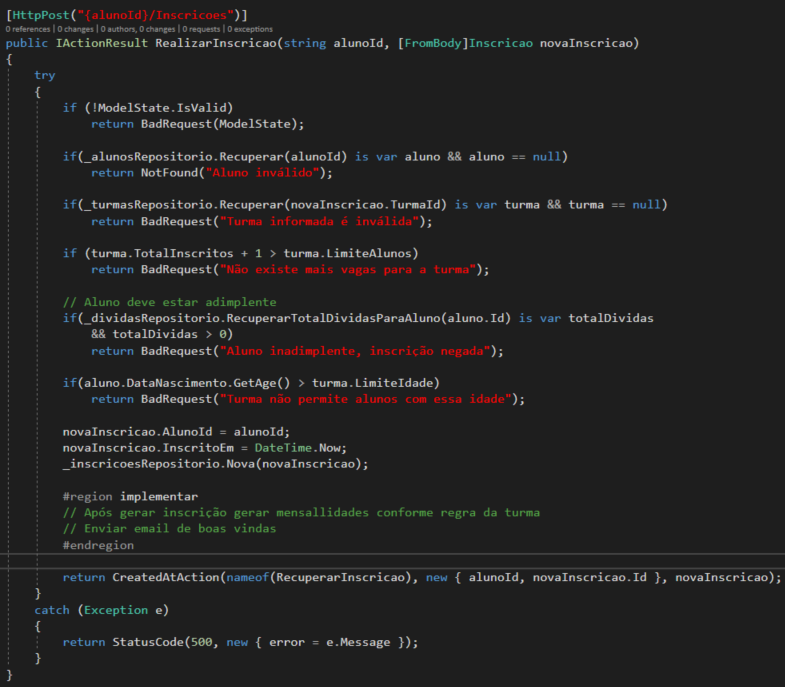 [HttpPost("{alunoId}/Inscricoes")]
0 references | 0 changes | 0 authors, 0 changes | 0 requests | 0 exceptions
public IActionResult RealizarInscricao(string alunoId, [FromBody]Inscricao novaInscricao)
{
try
{
if (!ModelState.IsValid)
return BadRequest(ModelState);
if(_alunosRepositorio.Recuperar(alunoId) is var aluno && aluno == null)
return NotFound("Aluno inválido");
if(_turmasRepositorio.Recuperar(novaInscricao.TurmaId) is var turma && turma == null)
return BadRequest("Turma informada é inválida");
if (turma.TotalInscritos + 1 > turma.LimiteAlunos)
return BadRequest("Não existe mais vagas para a turma");
// Aluno deve estar adimplente
if(_dividasRepositorio.RecuperarTotalDividasParaAluno(aluno.Id) is var totalDividas
&& totalDividas > 0)
return BadRequest("Aluno inadimplente, inscrição negada");
if(aluno.DataNascimento.GetAge() > turma.LimiteIdade)
return BadRequest("Turma não permite alunos com essa idade");
novaInscricao.AlunoId = alunoId;
novaInscricao.InscritoEm = DateTime.Now;
_inscricoesRepositorio.Nova(novaInscricao);
#region implementar
// Após gerar inscrição gerar mensallidades conforme regra da turma
// Enviar email de boas vindas
#endregion
return CreatedAtAction(nameof(RecuperarInscricao), new { alunoId, novaInscricao.Id }, novaInscricao);
}
catch (Exception e)
{
return StatusCode(500, new { error = e.Message });
}
}